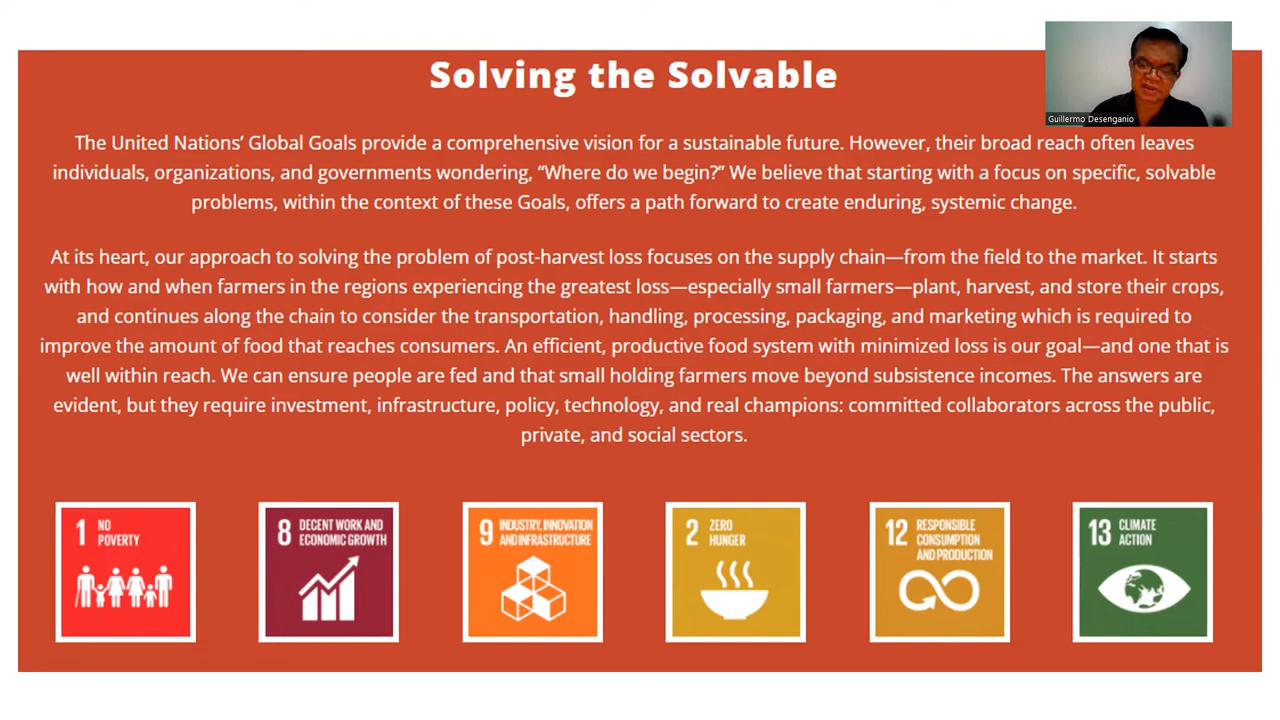 Solving the Solvable
Guillermo Desenganio
The United Nations’ Global Goals provide a comprehensive vision for a sustainable future. However, their broad reach often leaves
individuals, organizations, and governments wondering, “Where do we begin?” We believe that starting with a focus on specific, solvable
problems, within the context of these Goals, offers a path forward to create enduring, systemic change.
At its heart, our approach to solving the problem of post-harvest loss focuses on the supply chain—from the field to the market. It starts
with how and when farmers in the regions experiencing the greatest loss—especially small farmers—plant, harvest, and store their crops,
and continues along the chain to consider the transportation, handling, processing, packaging, and marketing which is required to
improve the amount of food that reaches consumers. An efficient, productive food system with minimized loss is our goal—and one that is
well within reach. We can ensure people are fed and that small holding farmers move beyond subsistence incomes. The answers are
evident, but they require investment, infrastructure, policy, technology, and real champions: committed collaborators across the public,
private, and social sectors.
1 NO
POVERTY
8 DECENT WORK AND
ECONOMIC GROWTH
9 INDUSTRY, INNOVATION
AND INFRASTRUCTURE
2 ZERO
HUNGER
12 RESPONSIBLE
CONSUMPTION
AND PRODUCTION
13 CLIMATE
ACTION